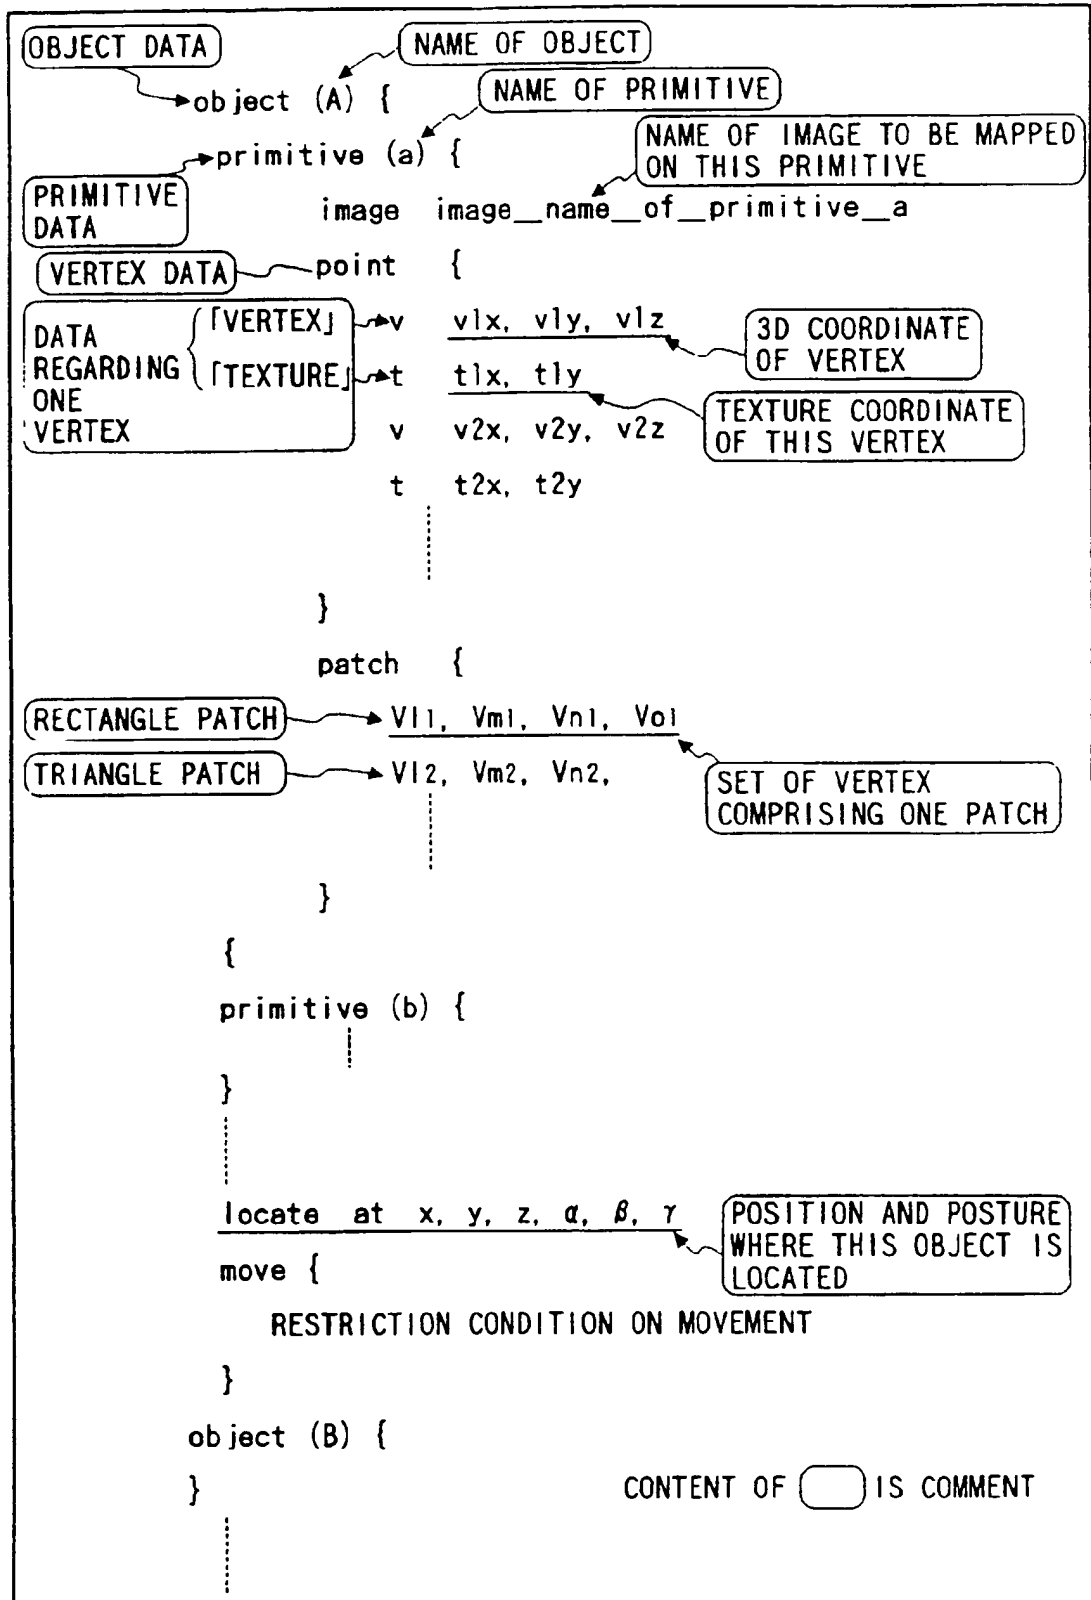 OBJECT DATA
NAME OF OBJECT
object (A) {
NAME OF PRIMITIVE
primitive (a) {
NAME OF IMAGE TO BE MAPPED
ON THIS PRIMITIVE
PRIMITIVE
DATA
image image__name__of__primitive__a
VERTEX DATA
point {
DATA
REGARDING
ONE
VERTEX
「VERTEX」
v v1x, v1y, v1z
3D COORDINATE
OF VERTEX
「TEXTURE」
t t1x, t1y
TEXTURE COORDINATE
OF THIS VERTEX
v v2x, v2y, v2z
t t2x, t2y
}
patch {
RECTANGLE PATCH
Vl1, Vm1, Vn1, Vo1
TRIANGLE PATCH
Vl2, Vm2, Vn2,
SET OF VERTEX
COMPRISING ONE PATCH
}
{
primitive (b) {
}
locate at x, y, z, α, β, γ
POSITION AND POSTURE
WHERE THIS OBJECT IS
LOCATED
move {
RESTRICTION CONDITION ON MOVEMENT
}
object (B) {
}
CONTENT OF IS COMMENT